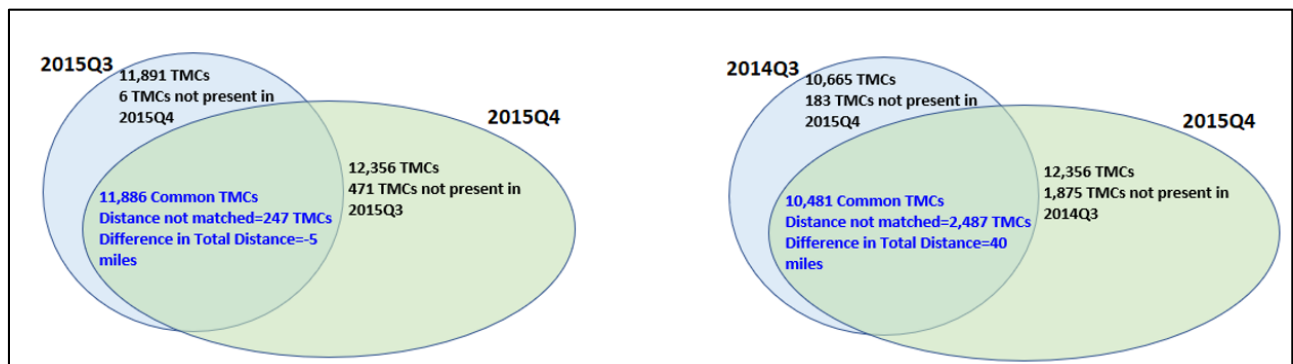 2015Q3
11,891 TMCs
6 TMCs not present in
2015Q4
2015Q4
12,356 TMCs
471 TMCs not present in
2015Q3
11,886 Common TMCs
Distance not matched=247 TMCs
Difference in Total Distance=-5
miles
2014Q3
10,665 TMCs
183 TMCs not present in
2015Q4
2015Q4
12,356 TMCs
1,875 TMCs not present in
2014Q3
10,481 Common TMCs
Distance not matched=2,487 TMCs
Difference in Total Distance=40
miles